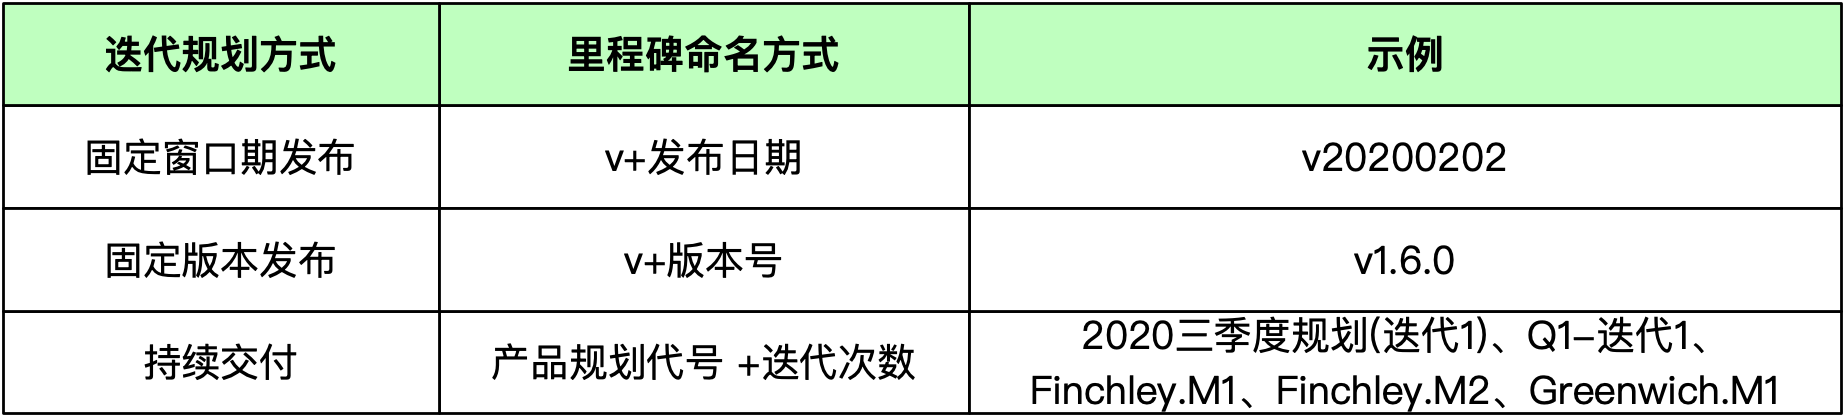 迭代规划方式 里程碑命名方式 示例
固定窗口期发布 v+发布日期 v20200202
固定版本发布 v+版本号 v1.6.0
持续交付 产品规划代号 +迭代次数 2020三季度规划(迭代1)、Q1-迭代1、
Finchley.M1、Finchley.M2、Greenwich.M1